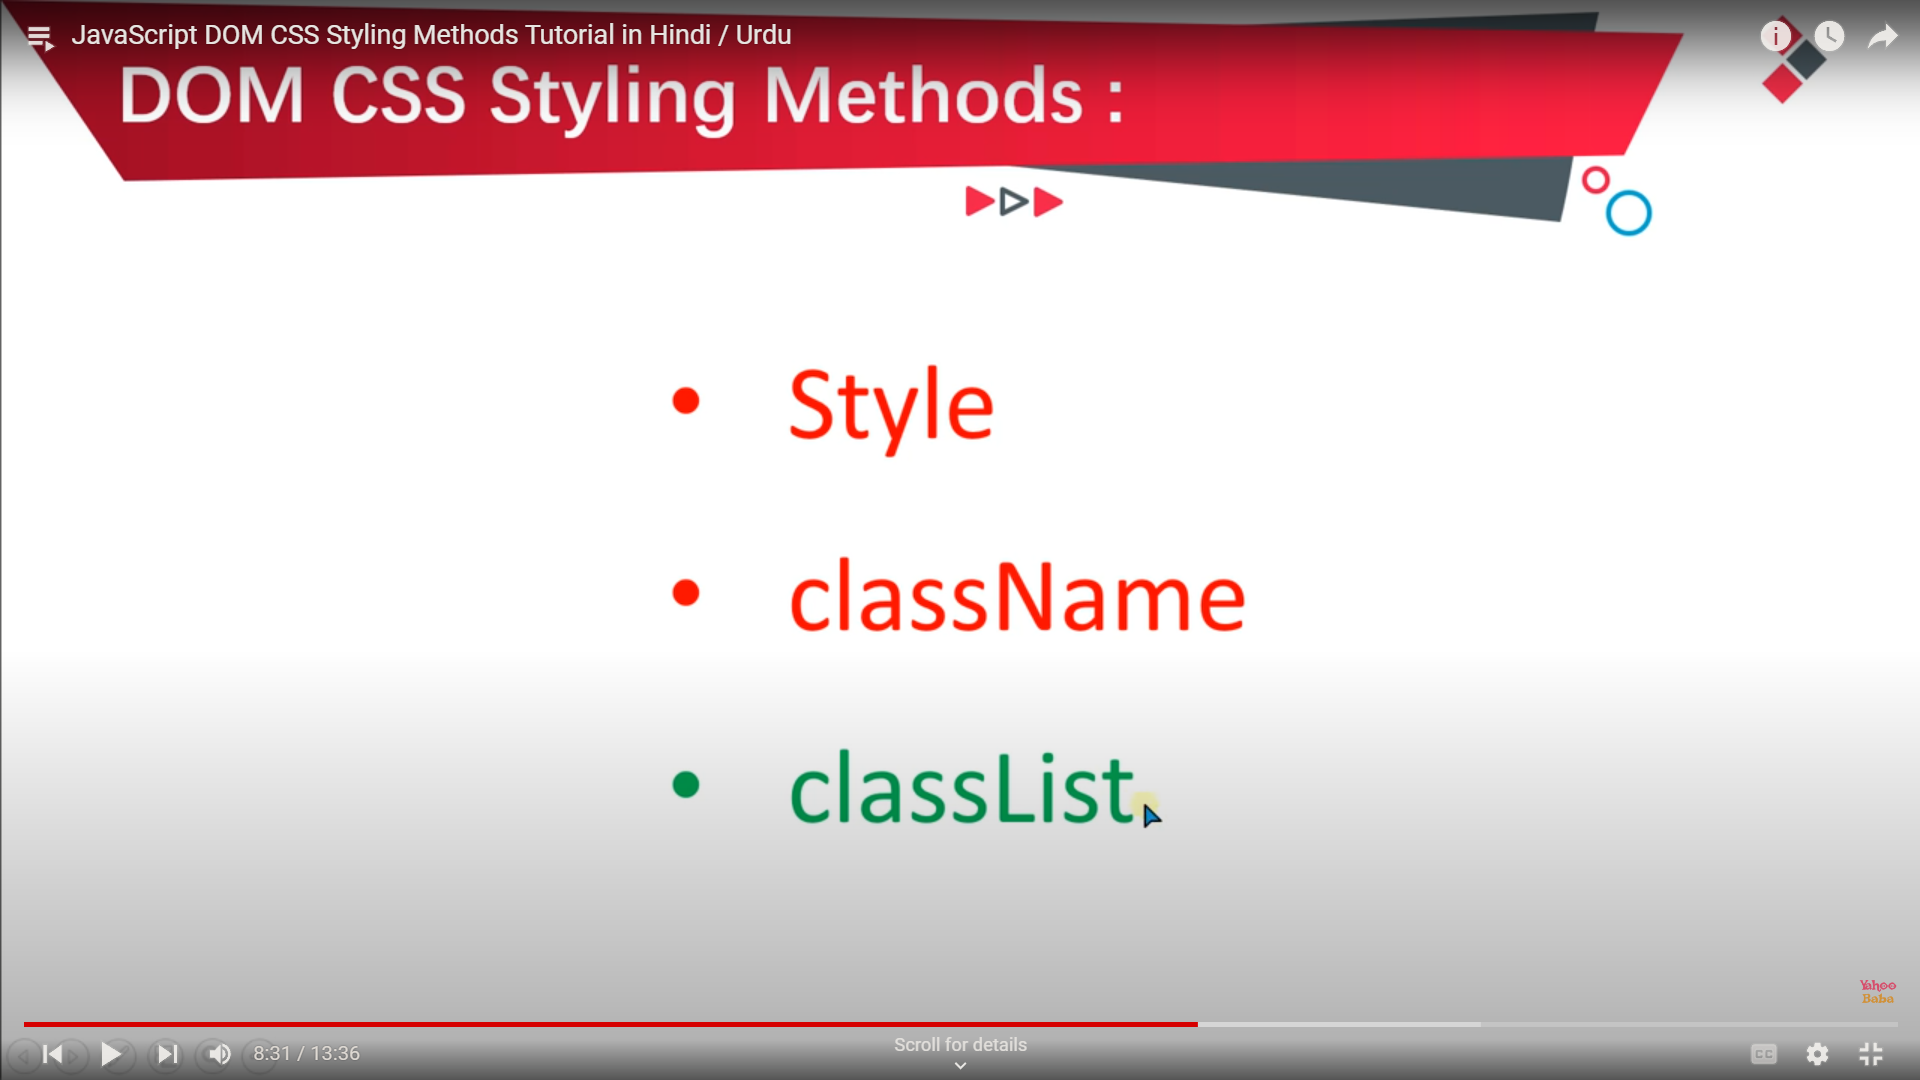 JavaScript DOM CSS Styling Methods Tutorial in Hindi / Urdu
DOM CSS Styling Methods :
• Style
• className
• classList
Yahoo
Baba
Scroll for details
8:31 / 13:36
CC